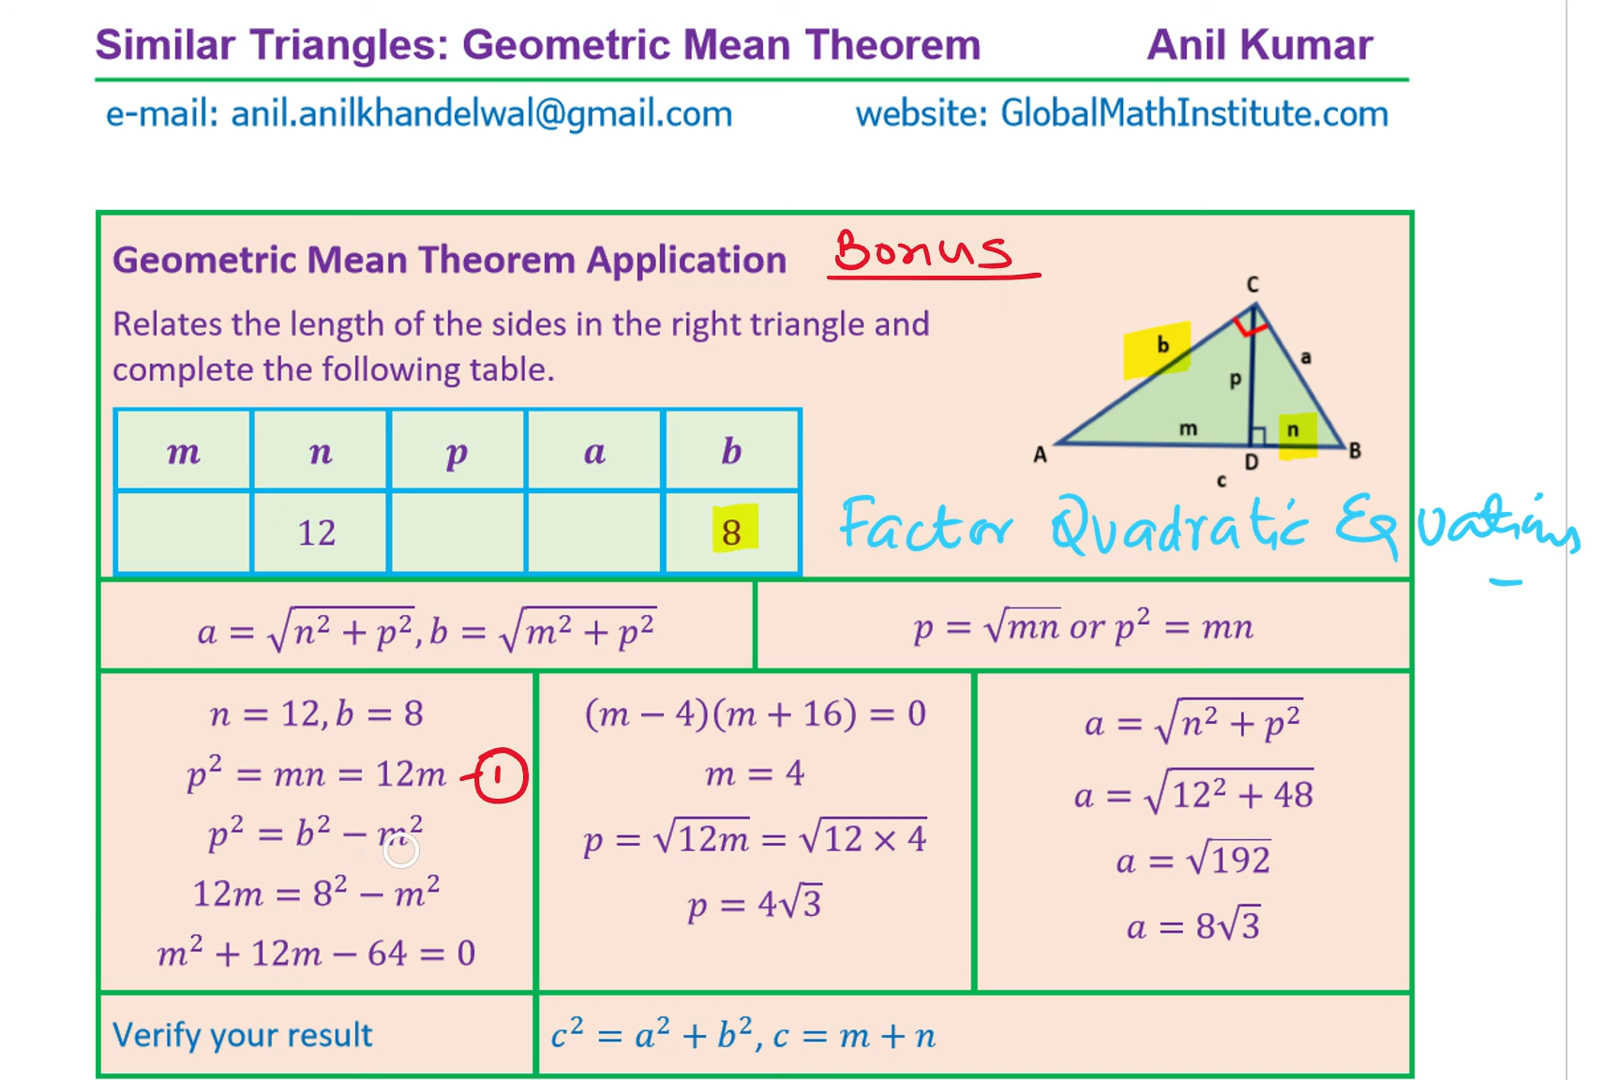 Similar Triangles: Geometric Mean Theorem Anil Kumar
e-mail: anil.anilkhandelwal@gmail.com website: GlobalMathInstitute.com
Geometric Mean Theorem Application Bonus
Relates the length of the sides in the right triangle and
complete the following table.
m n p a b
12 8
C
b
a
p
m
n
A
D
B
c
Factor Quadratic Equations
a = √(n² + p²), b = √(m² + p²)
p = √mn or p² = mn
n = 12, b = 8
p² = mn = 12m - 1
p² = b² − m²
12m = 8² − m²
m² + 12m − 64 = 0
(m − 4)(m + 16) = 0
m = 4
p = √12m = √12 × 4
p = 4√3
a = √(n² + p²)
a = √(12² + 48)
a = √192
a = 8√3
Verify your result
c² = a² + b², c = m + n